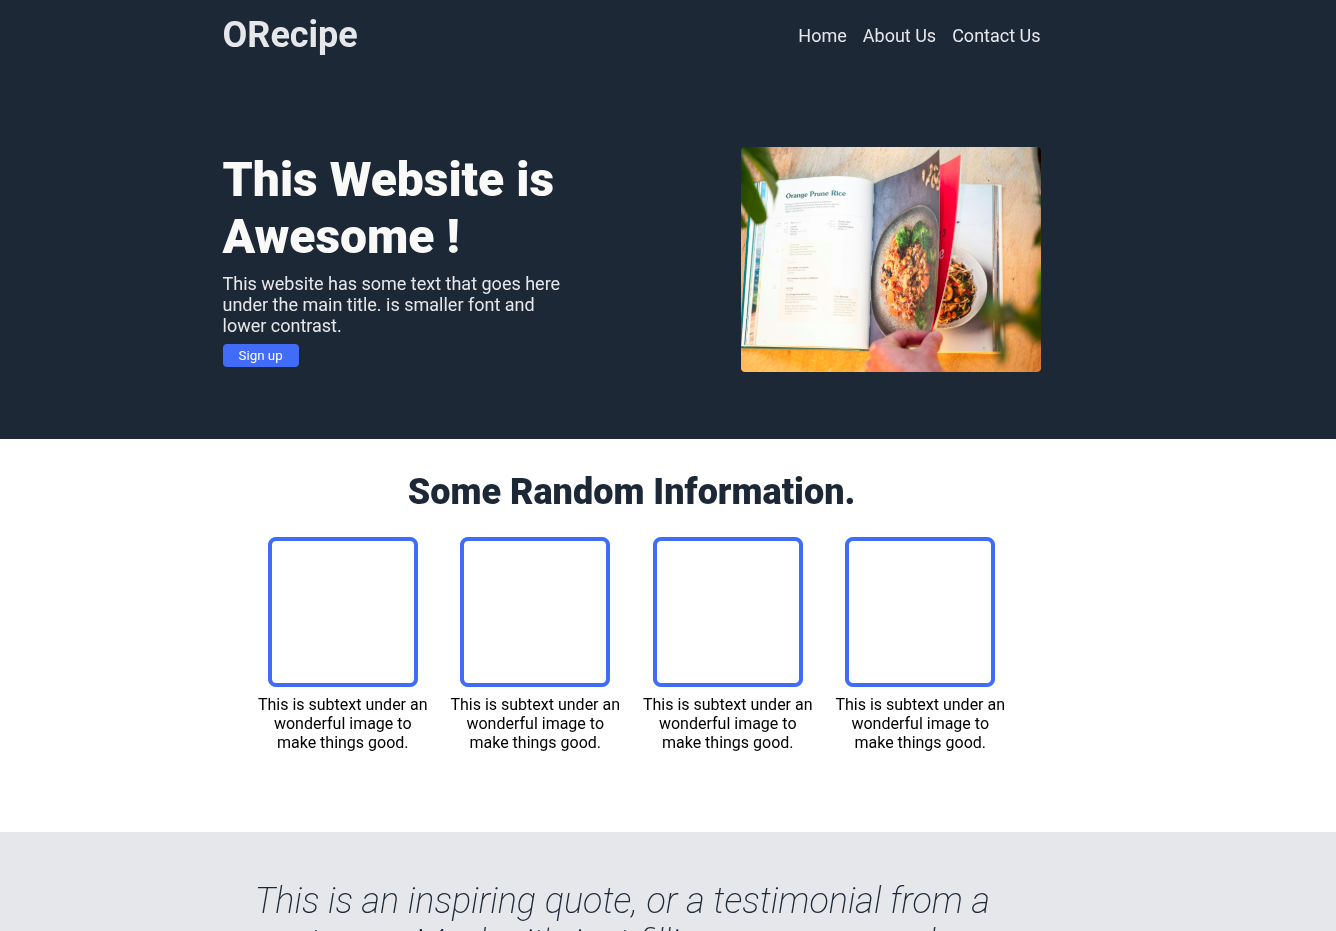 ORecipe
Home About Us Contact Us
This Website is
Awesome !
This website has some text that goes here
under the main title. is smaller font and
lower contrast.
Sign up
Orange Prune Rice
Some Random Information.
This is subtext under an
wonderful image to
make things good.
This is subtext under an
wonderful image to
make things good.
This is subtext under an
wonderful image to
make things good.
This is subtext under an
wonderful image to
make things good.
This is an inspiring quote, or a testimonial from a